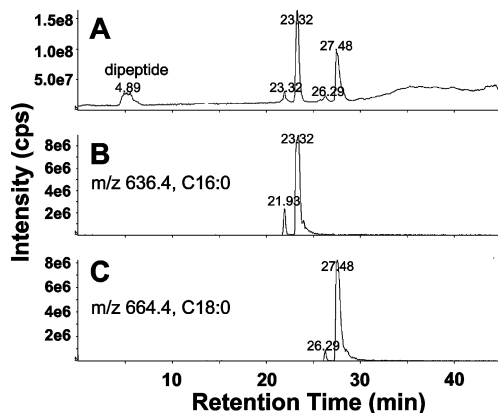 Intensity (cps)
1.5e8
1.0e8
5.0e7
A
dipeptide
4.89
23.32
23.32
26.29
27.48
8e6
6e6
4e6
2e6
B
m/z 636.4, C16:0
21.93
23.32
8e6
6e6
4e6
2e6
C
m/z 664.4, C18:0
26.29
27.48
10 20 30 40
Retention Time (min)